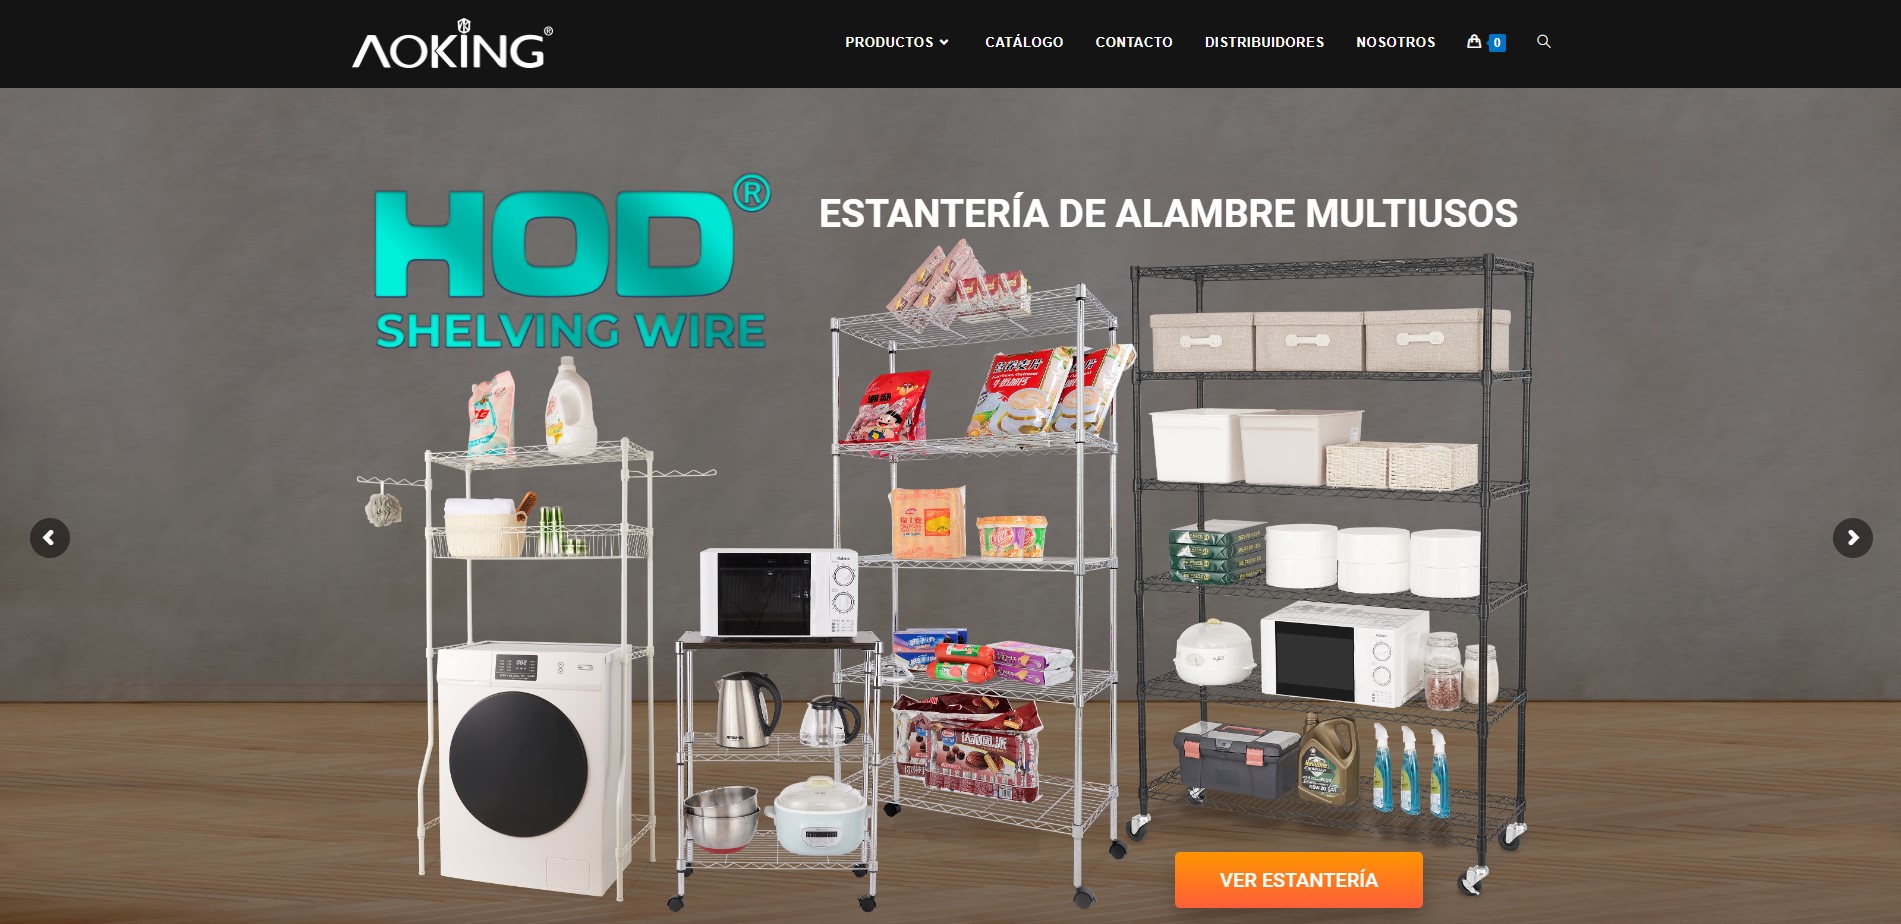 AOKING®
PRODUCTOS
CATÁLOGO
CONTACTO
DISTRIBUIDORES
NOSOTROS
0
HOD®
SHELVING WIRE
ESTANTERÍA DE ALAMBRE MULTIUSOS
VER ESTANTERÍA